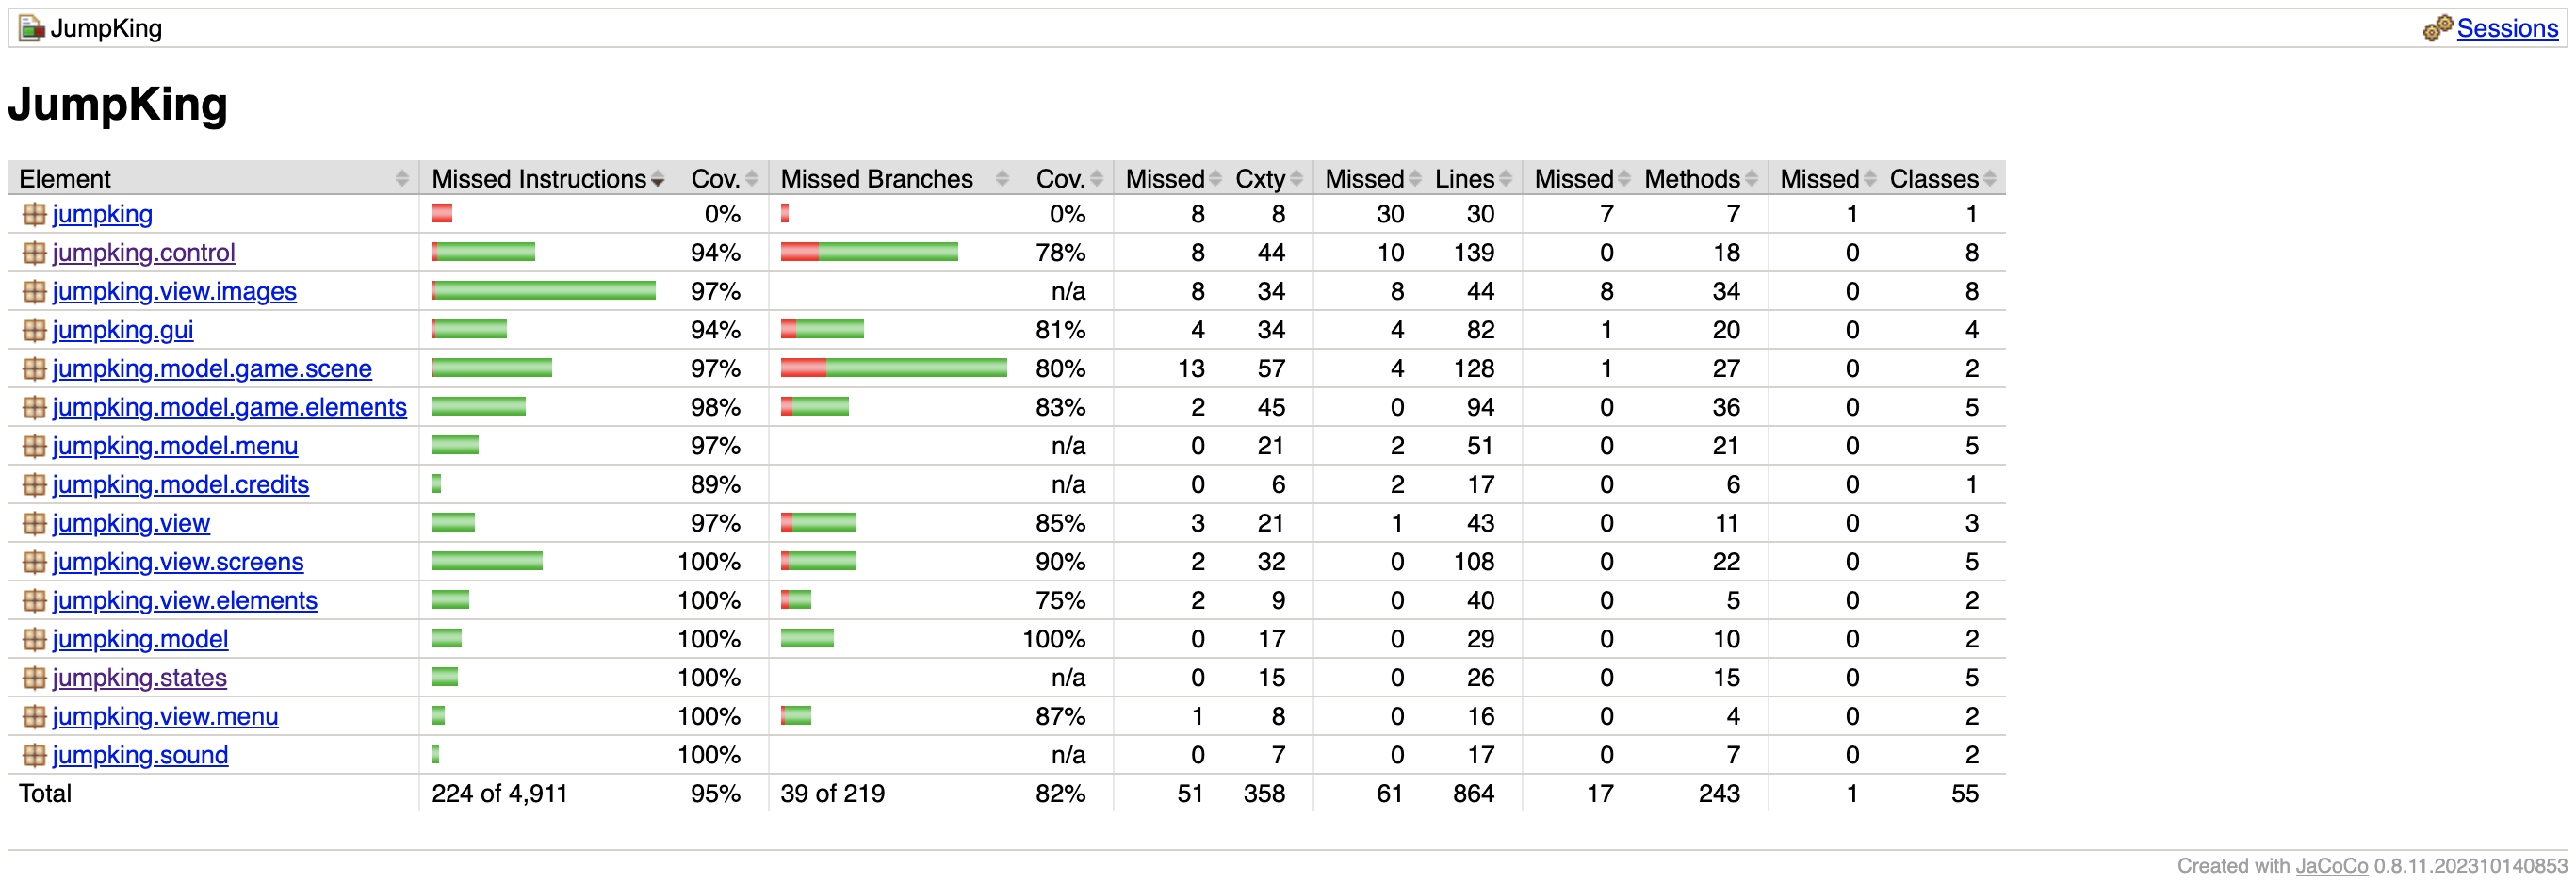 JumpKing Sessions
JumpKing
Element Missed Instructions Cov. Missed Branches Cov. Missed Cxty Missed Lines Missed Methods Missed Classes
jumpking 0% 0% 8 8 30 30 7 7 1 1
jumpking.control 94% 78% 8 44 10 139 0 18 0 8
jumpking.view.images 97% n/a 8 34 8 44 8 34 0 8
jumpking.gui 94% 81% 4 34 4 82 1 20 0 4
jumpking.model.game.scene 97% 80% 13 57 4 128 1 27 0 2
jumpking.model.game.elements 98% 83% 2 45 0 94 0 36 0 5
jumpking.model.menu 97% n/a 0 21 2 51 0 21 0 5
jumpking.model.credits 89% n/a 0 6 2 17 0 6 0 1
jumpking.view 97% 85% 3 21 1 43 0 11 0 3
jumpking.view.screens 100% 90% 2 32 0 108 0 22 0 5
jumpking.view.elements 100% 75% 2 9 0 40 0 5 0 2
jumpking.model 100% 100% 0 17 0 29 0 10 0 2
jumpking.states 100% n/a 0 15 0 26 0 15 0 5
jumpking.view.menu 100% 87% 1 8 0 16 0 4 0 2
jumpking.sound 100% n/a 0 7 0 17 0 7 0 2
Total 224 of 4,911 95% 39 of 219 82% 51 358 61 864 17 243 1 55
Created with JaCoCo 0.8.11.202310140853